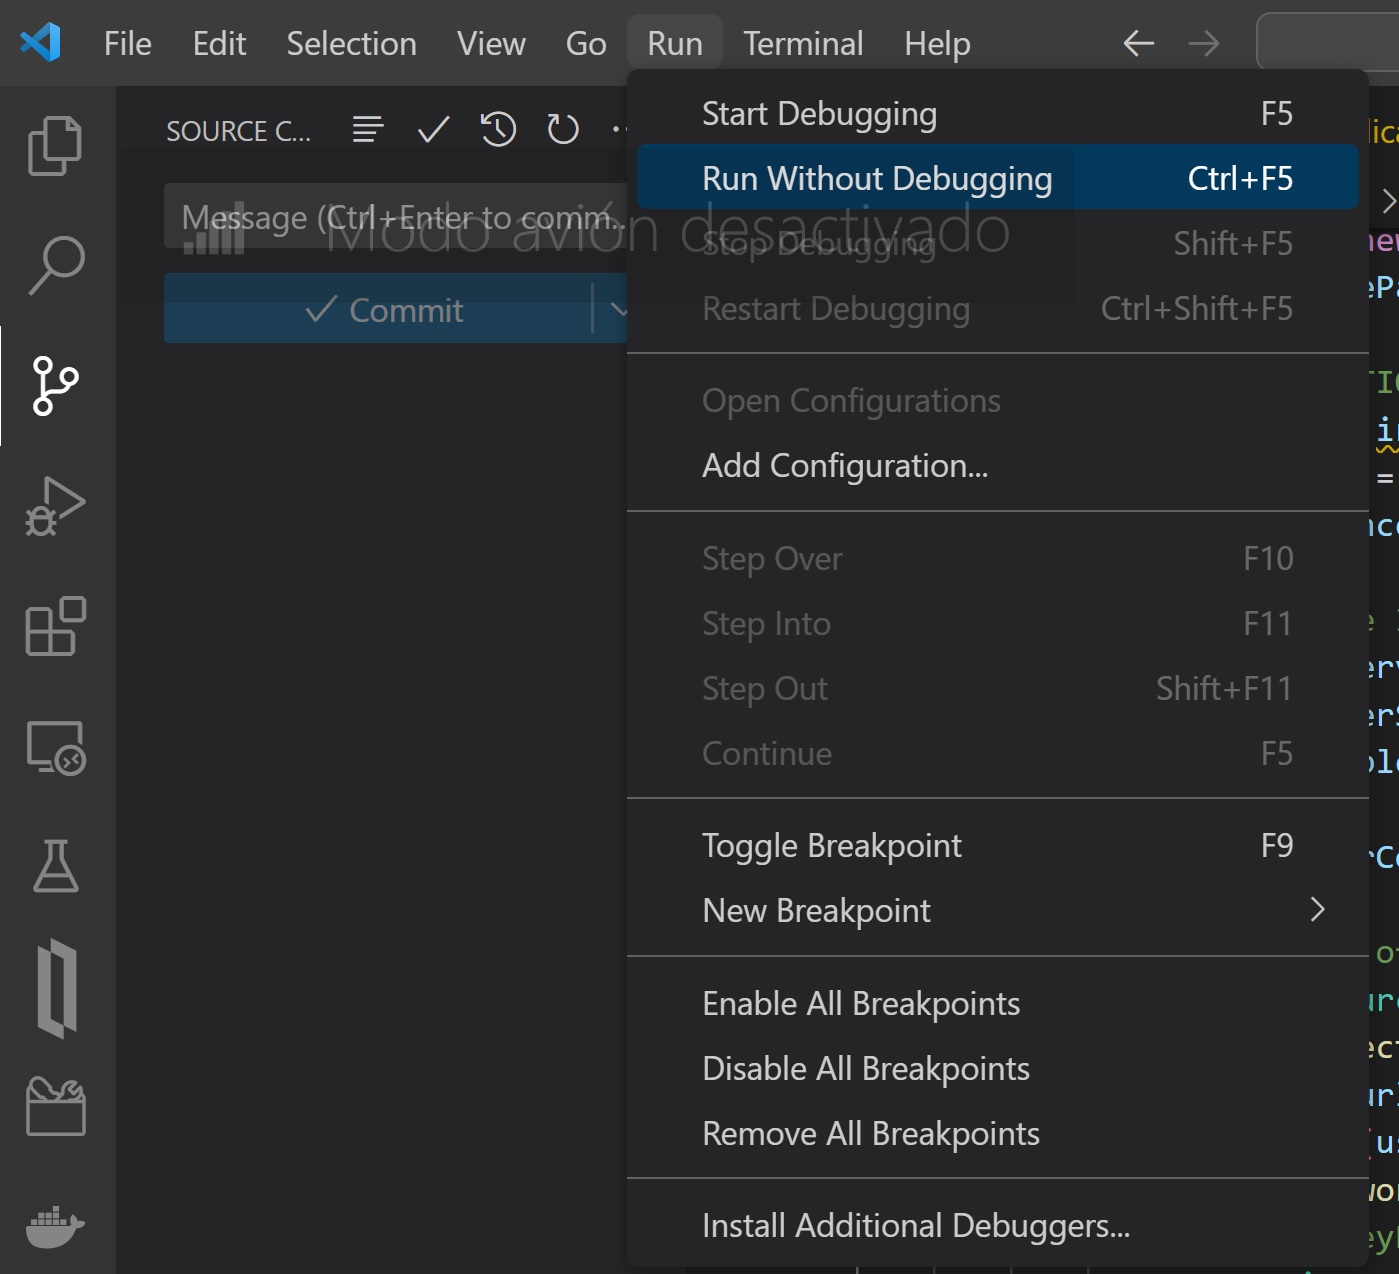 File Edit Selection View Go Run Terminal Help
SOURCE C...
Message (Ctrl+Enter to comm...
Modo avión desactivado
Commit
Start Debugging F5
Run Without Debugging Ctrl+F5
Stop Debugging Shift+F5
Restart Debugging Ctrl+Shift+F5
Open Configurations
Add Configuration...
Step Over F10
Step Into F11
Step Out Shift+F11
Continue F5
Toggle Breakpoint F9
New Breakpoint
Enable All Breakpoints
Disable All Breakpoints
Remove All Breakpoints
Install Additional Debuggers...